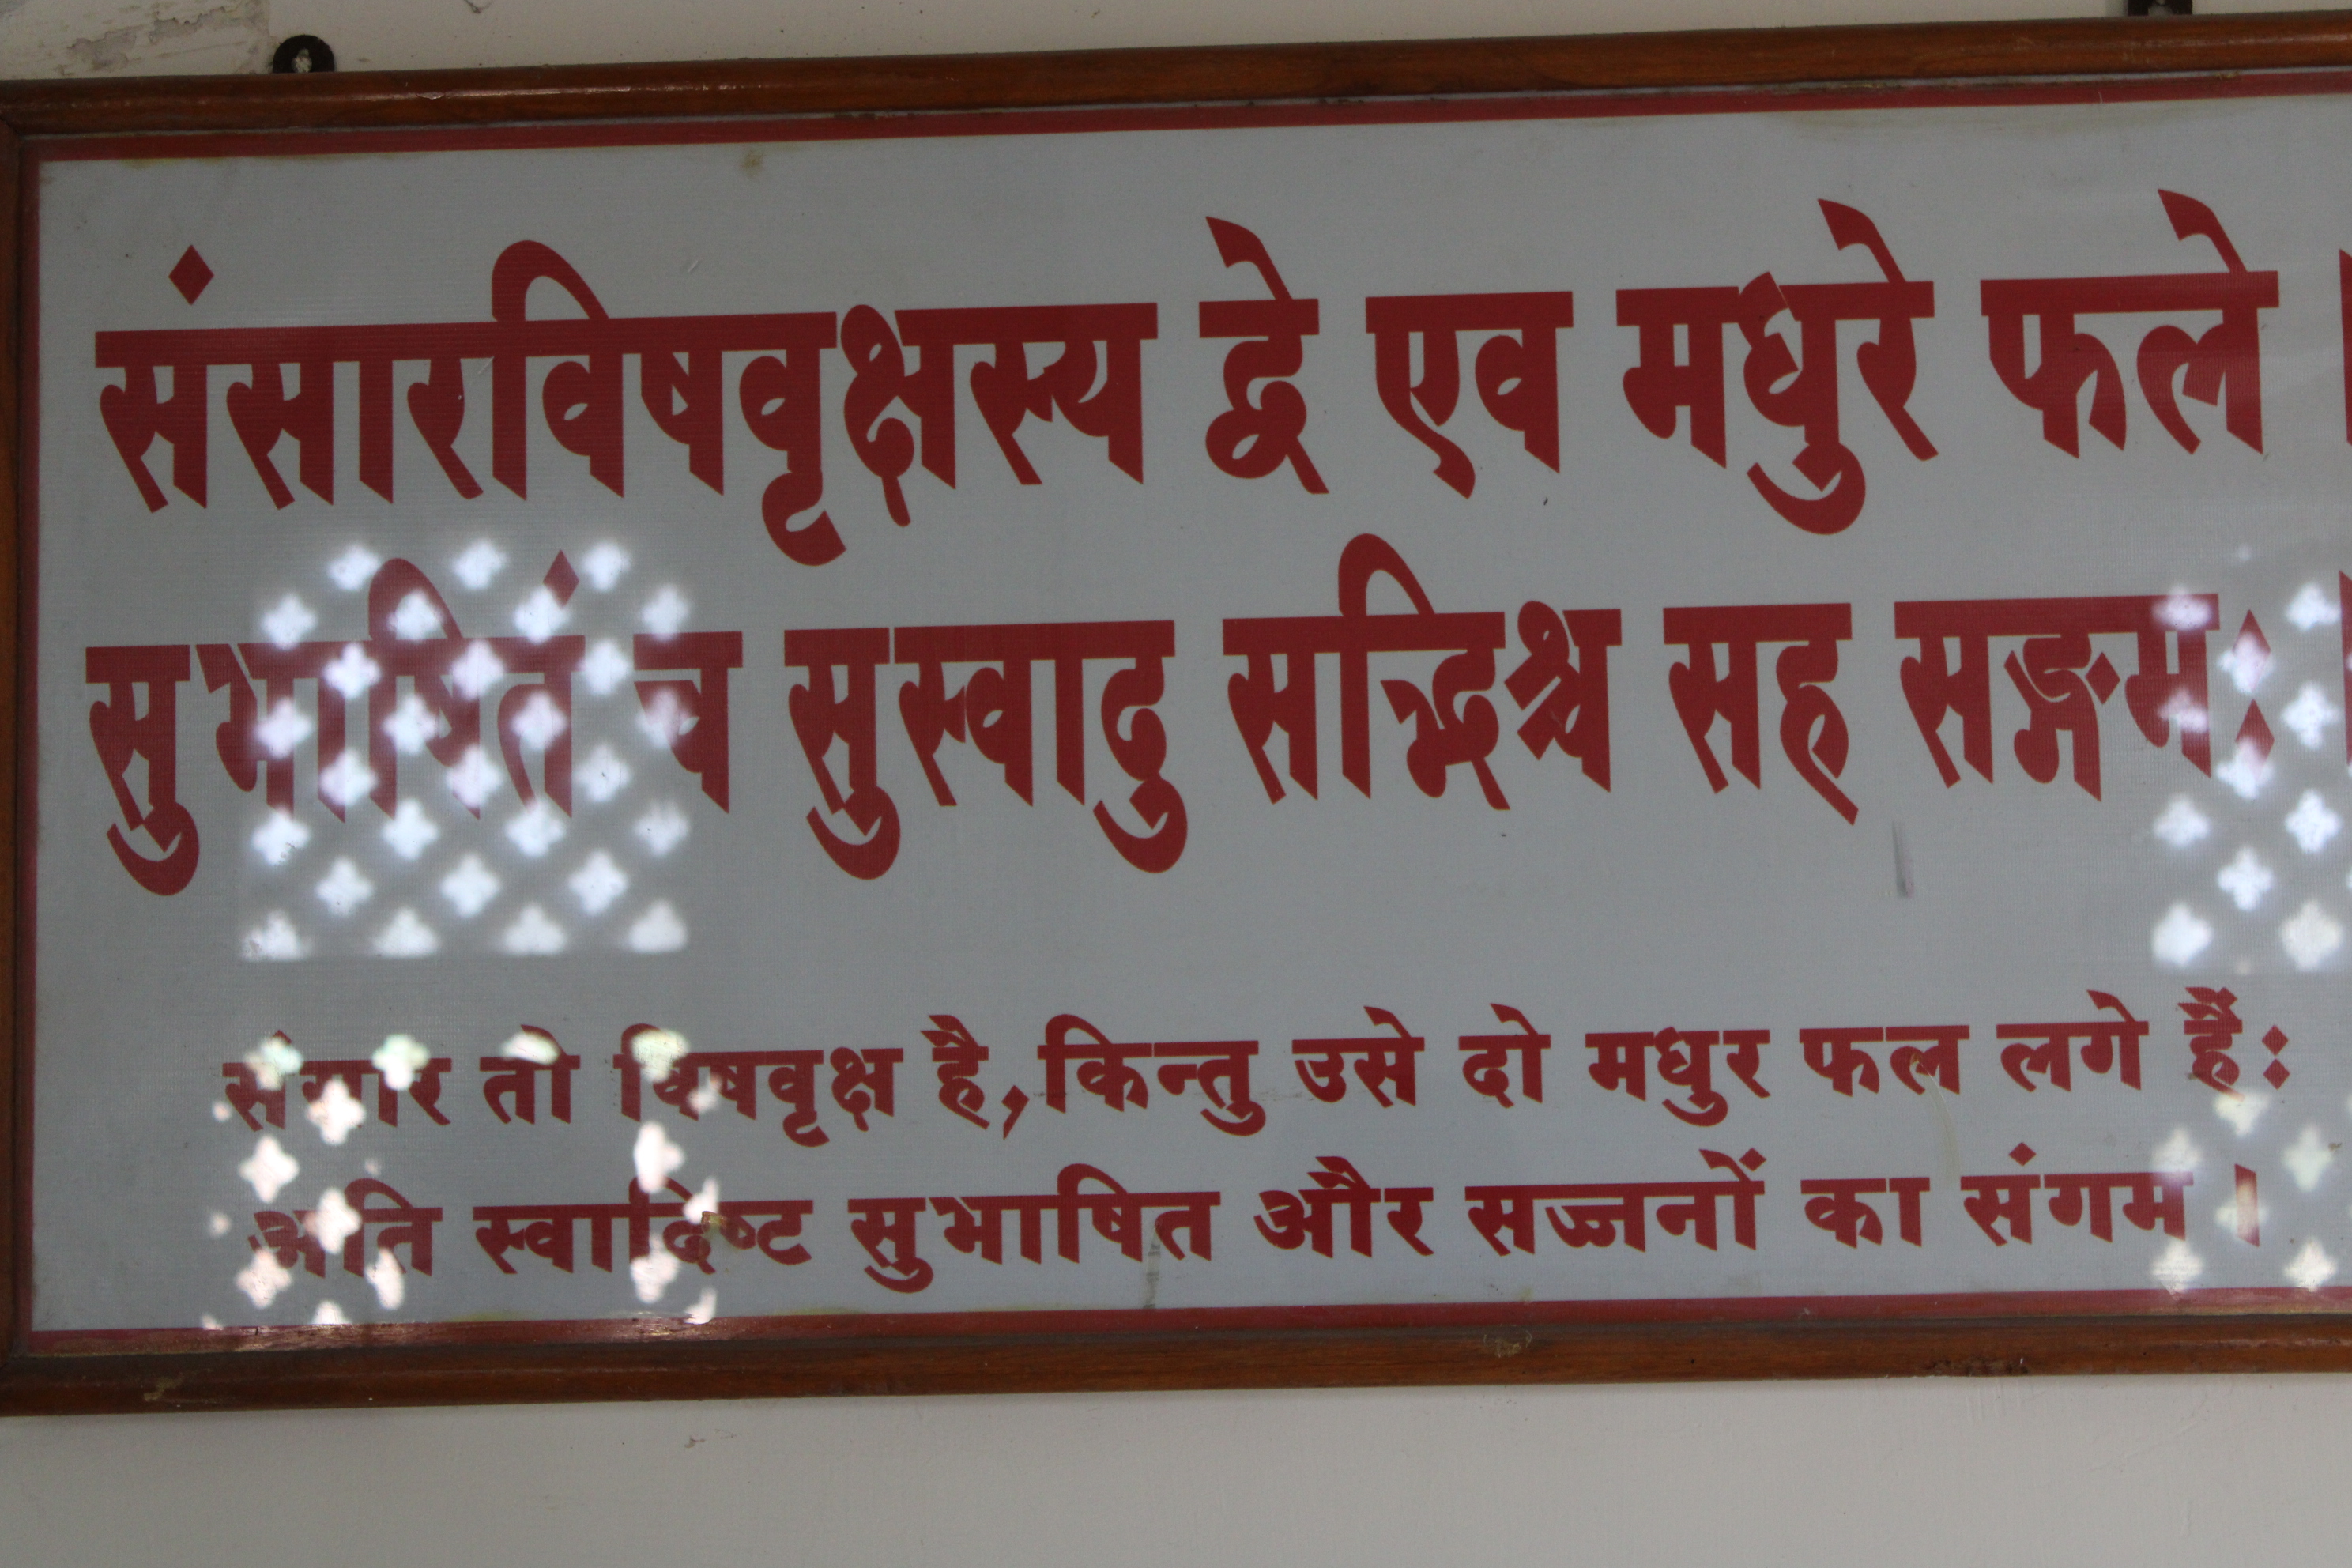 संसारविषवृक्षस्य द्वे एव मधुरे फले ।
सुभाषितं च सुस्वादु सद्भिश्च सह सङ्गमः ।
संसार तो विषवृक्ष है, किन्तु उसे दो मधुर फल लगे हैं :
अति स्वादिष्ट सुभाषित और सज्जनों का संगम ।